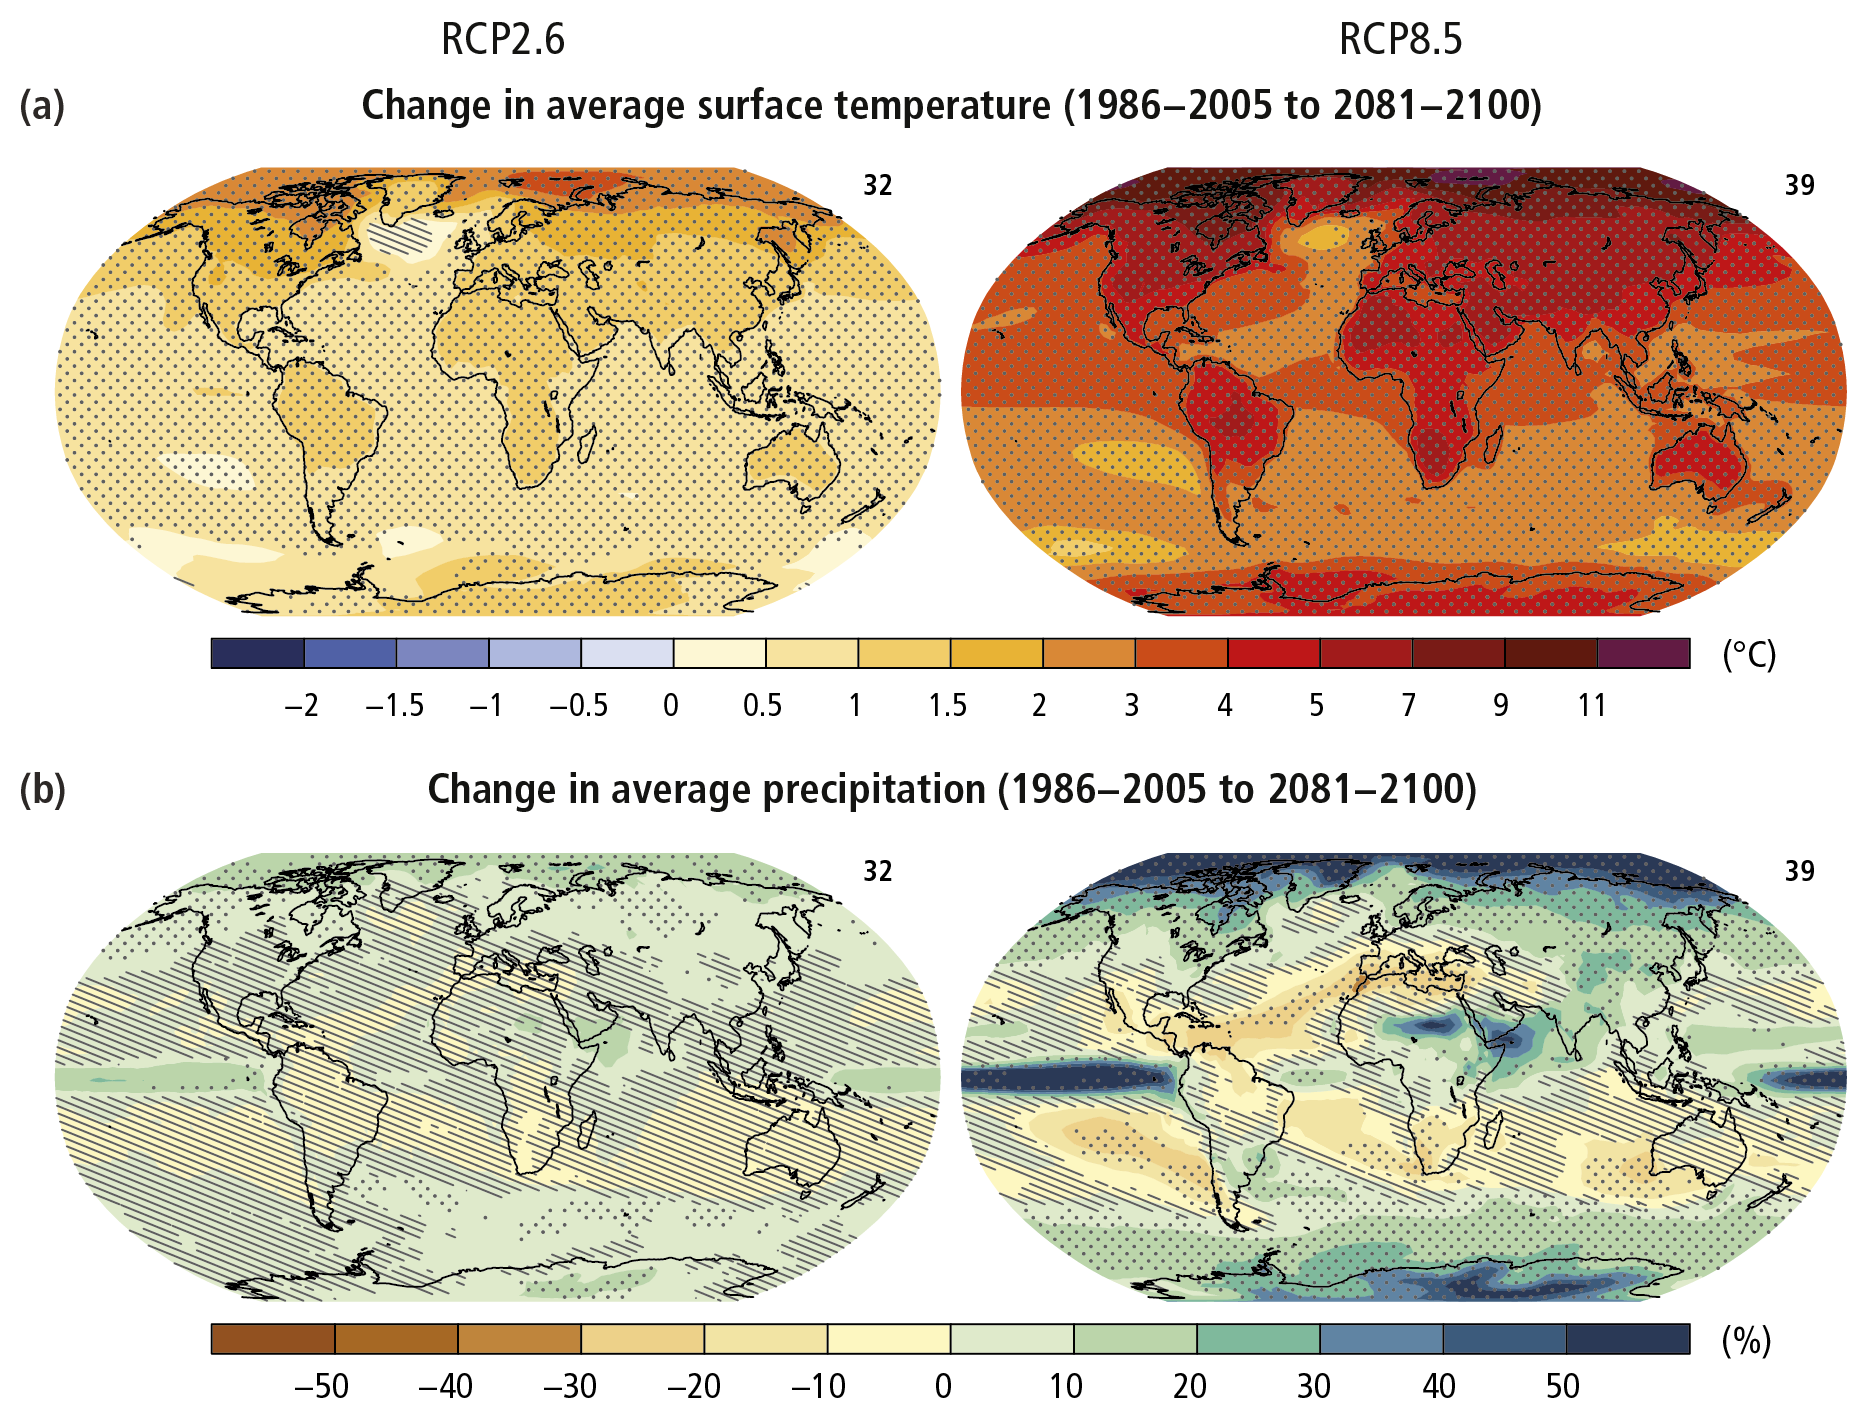 RCP2.6 RCP8.5
(a) Change in average surface temperature (1986–2005 to 2081–2100)
32 39
(°C)
−2 −1.5 −1 −0.5 0 0.5 1 1.5 2 3 4 5 7 9 11
(b) Change in average precipitation (1986–2005 to 2081–2100)
32 39
(%)
−50 −40 −30 −20 −10 0 10 20 30 40 50